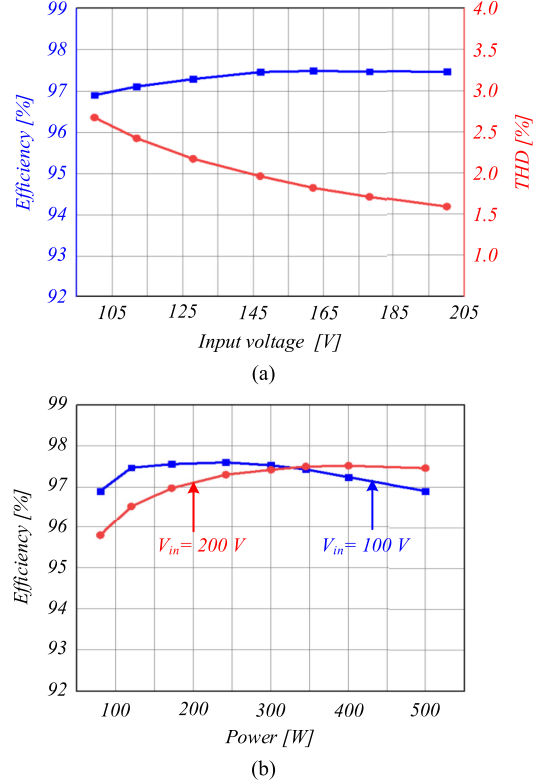 99
98
97
96
95
94
93
92
Efficiency [%]
4.0
3.5
3.0
2.5
2.0
1.5
1.0
THD [%]
105 125 145 165 185 205
Input voltage [V]
(a)
99
98
97
96
95
94
93
92
Efficiency [%]
Vin= 200 V
Vin= 100 V
100 200 300 400 500
Power [W]
(b)